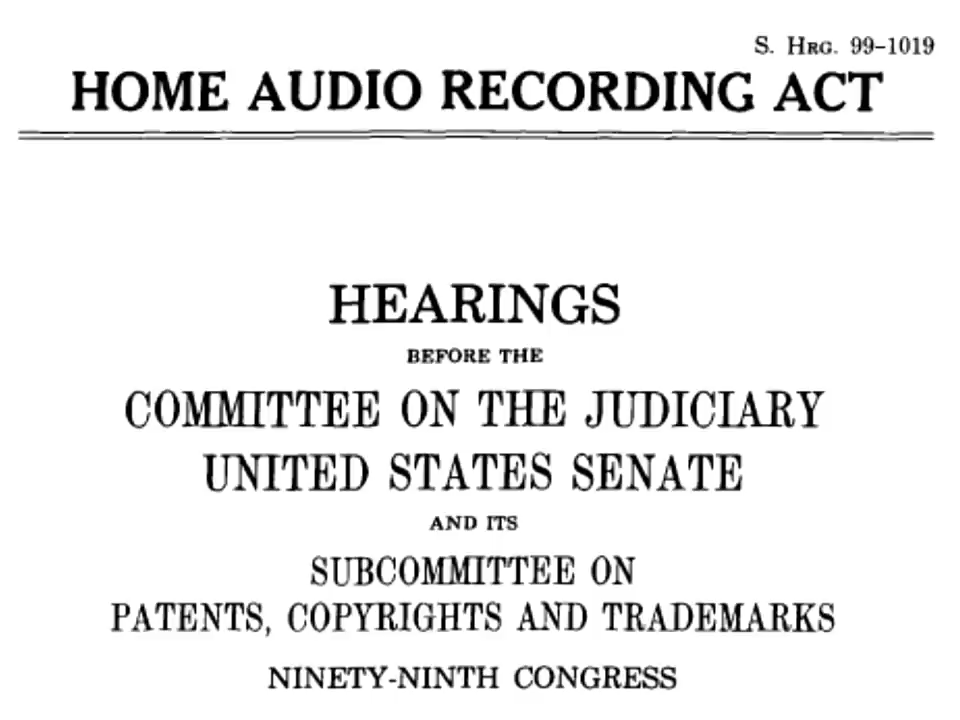 S. HRG. 99-1019
HOME AUDIO RECORDING ACT
HEARINGS
BEFORE THE
COMMITTEE ON THE JUDICIARY
UNITED STATES SENATE
AND ITS
SUBCOMMITTEE ON
PATENTS, COPYRIGHTS AND TRADEMARKS
NINETY-NINTH CONGRESS